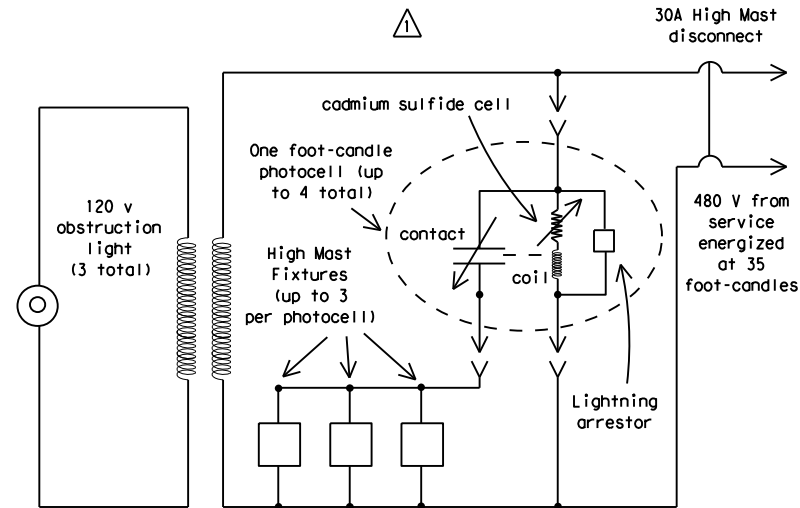 1
30A High Mast
disconnect
cadmium sulfide cell
One foot-candle
photocell (up
to 4 total)
120 v
obstruction
light
(3 total)
contact
480 V from
service
energized
at 35
foot-candles
High Mast
Fixtures
(up to 3
per photocell)
coil
Lightning
arrestor